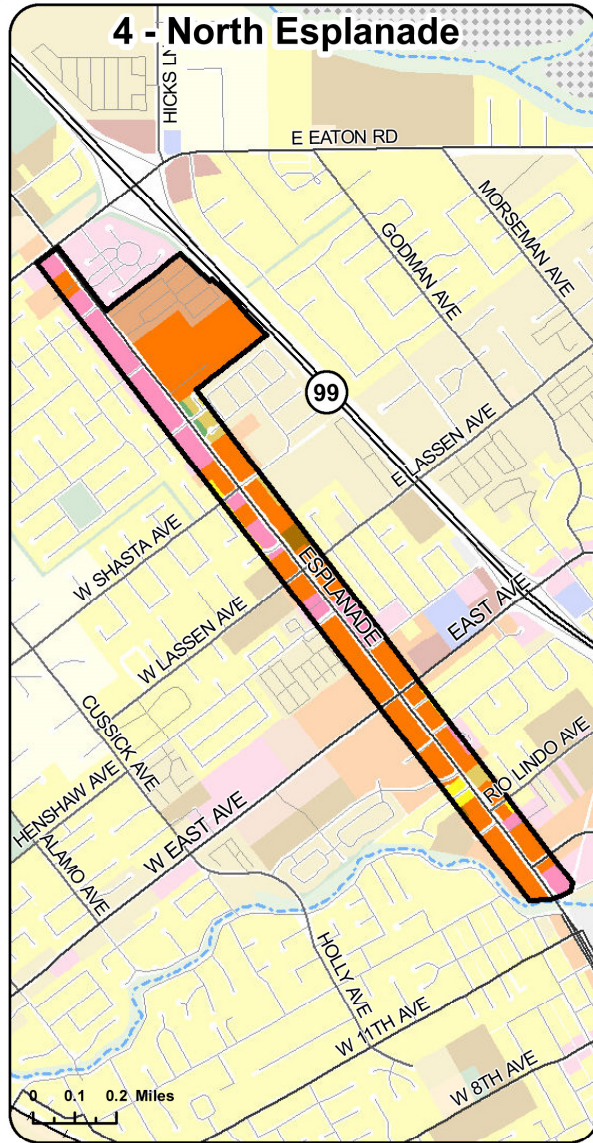 4 - North Esplanade
HICKS LN
E EATON RD
MORSEMAN AVE
GODMAN AVE
99
E LASSEN AVE
W SHASTA AVE
ESPLANADE
EAST AVE
W LASSEN AVE
CUSSICK AVE
RIO LINDO AVE
HENSHAW AVE
W EAST AVE
ALAMO AVE
HOLLY AVE
W 11TH AVE
W 8TH AVE
0 0.1 0.2 Miles